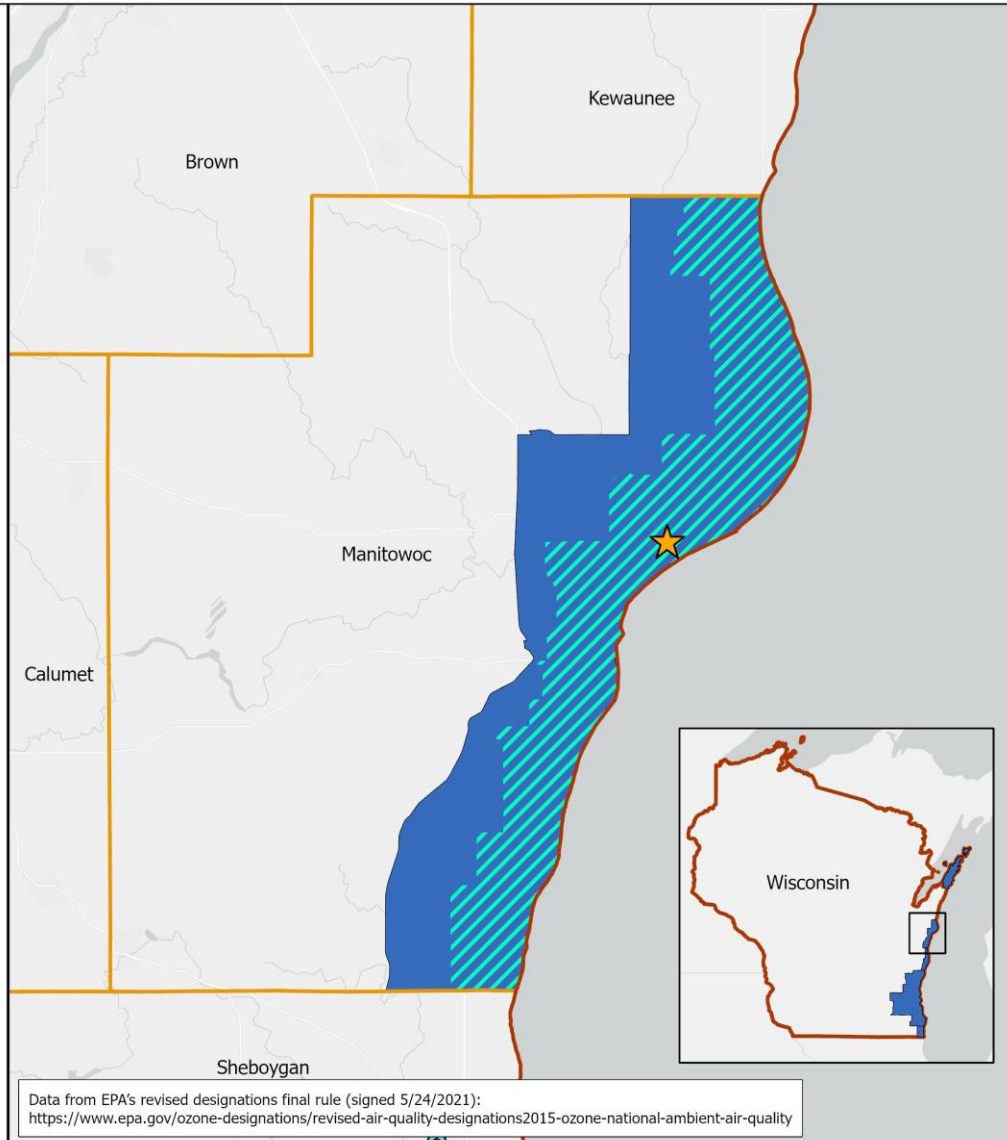 Kewaunee
Brown
Manitowoc
Calumet
Wisconsin
Sheboygan
Data from EPA's revised designations final rule (signed 5/24/2021):
https://www.epa.gov/ozone-designations/revised-air-quality-designations2015-ozone-national-ambient-air-quality